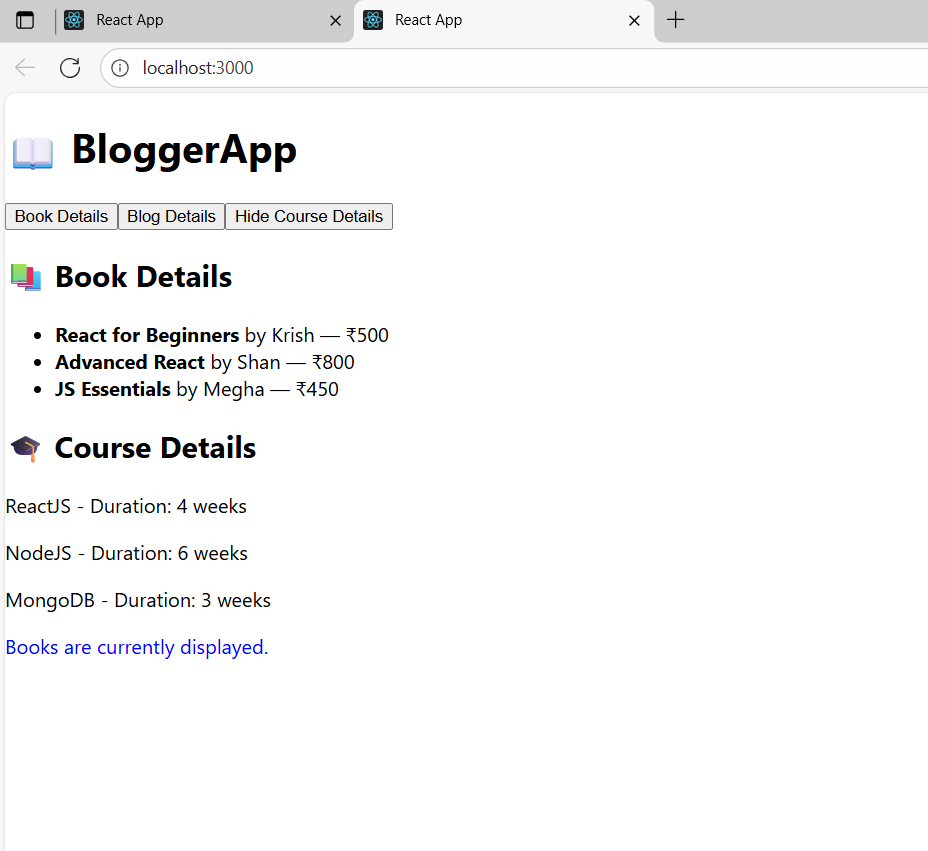 React App
React App
localhost:3000
BloggerApp
Book Details Blog Details Hide Course Details
Book Details
React for Beginners by Krish — ₹500
Advanced React by Shan — ₹800
JS Essentials by Megha — ₹450
Course Details
ReactJS - Duration: 4 weeks
NodeJS - Duration: 6 weeks
MongoDB - Duration: 3 weeks
Books are currently displayed.